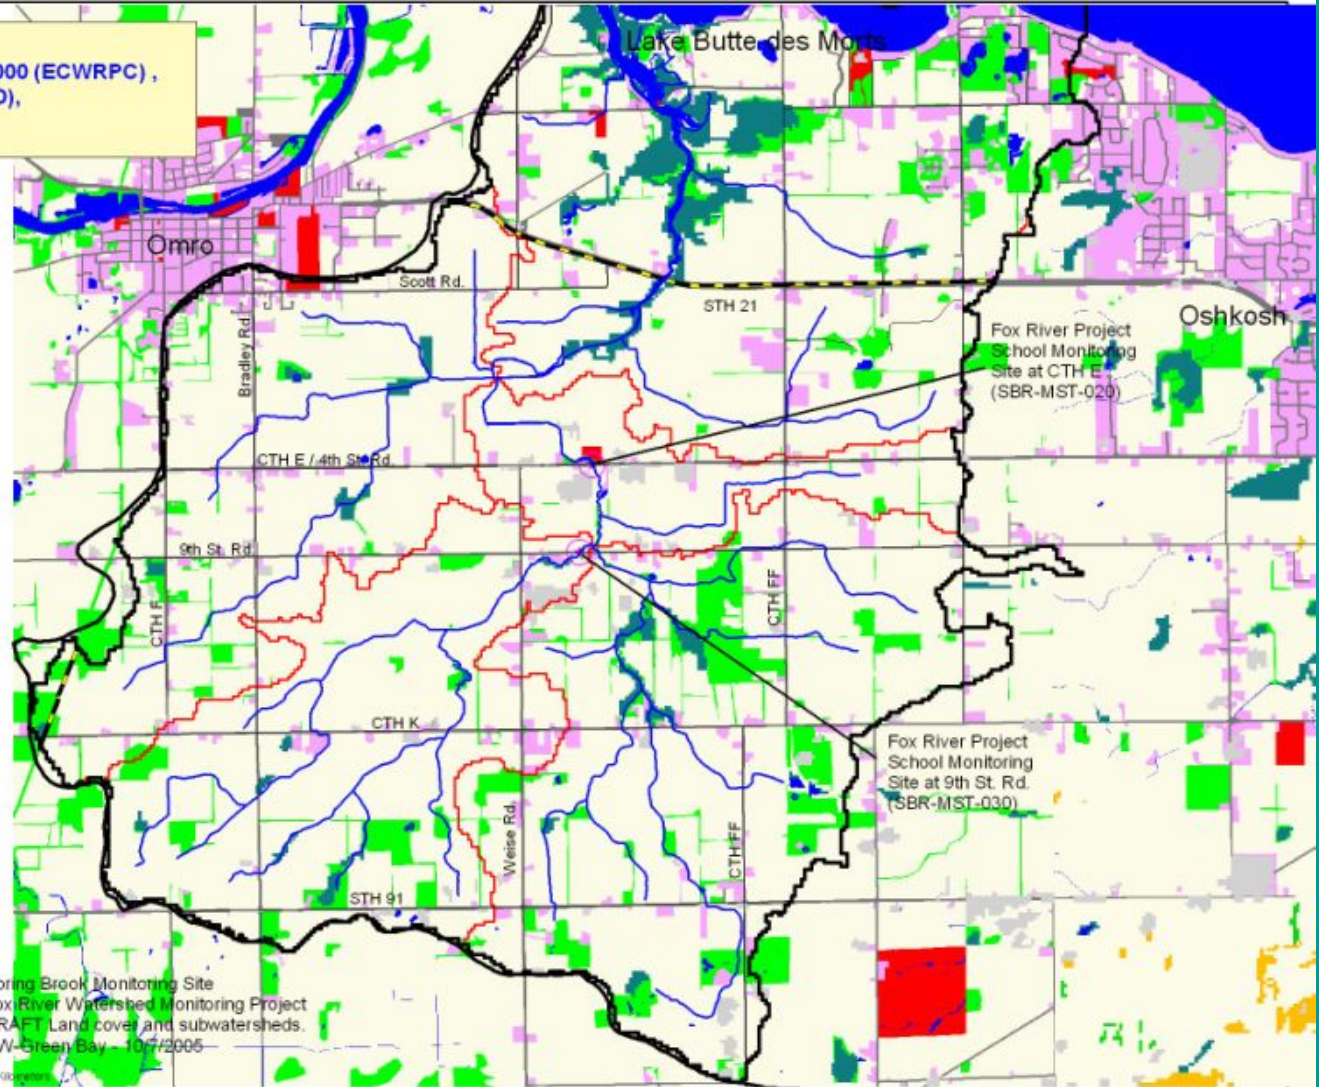 000 (ECWRPC) ,
D),
Lake Butte des Morts
Omro
Scott Rd.
STH 21
Oshkosh
Fox River Project
School Monitoring
Site at CTH E
(SBR-MST-020)
Bradley Rd.
CTH E / 4th St. Rd.
9th St. Rd.
CTH F
CTH FF
CTH K
Fox River Project
School Monitoring
Site at 9th St. Rd.
(SBR-MST-030)
Weise Rd.
CTH FF
STH 91
pring Brook Monitoring Site
ox River Watershed Monitoring Project
RAFT Land cover and subwatersheds.
W-Green Bay - 10/7/2005
Kilometers